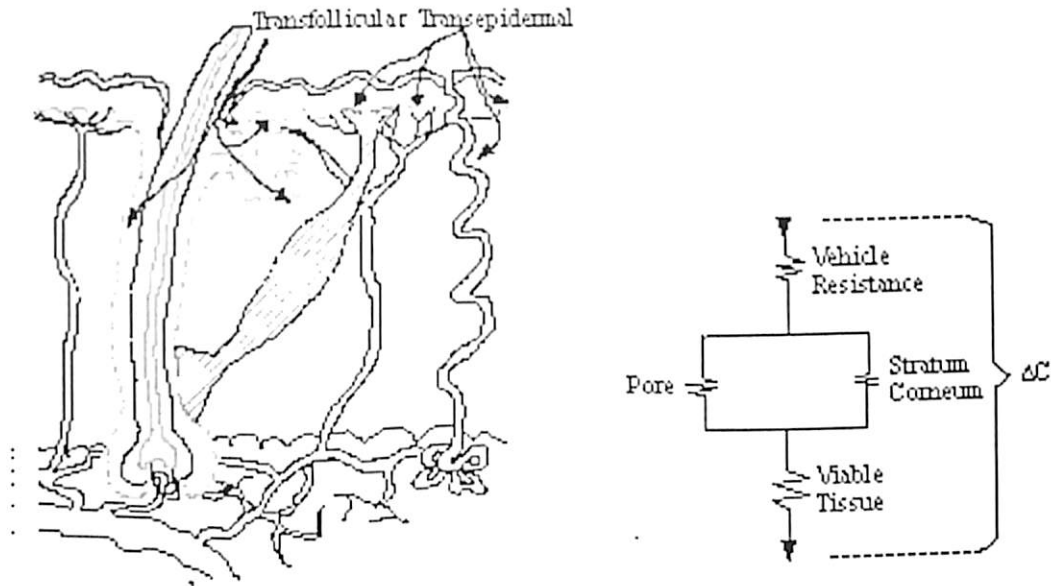 Transfollicular Transepidermal
Vehicle
Resistance
Pore
Stratum
Corneum
ΔC
Viable
Tissue